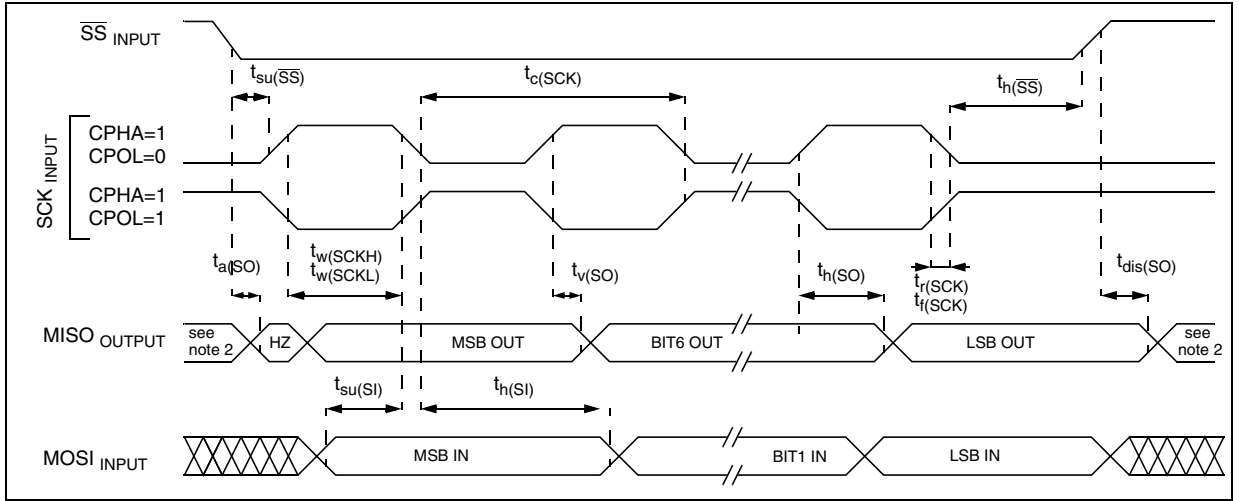 SS INPUT
tsu(SS)
tc(SCK)
th(SS)
SCK INPUT
CPHA=1
CPOL=0
CPHA=1
CPOL=1
ta(SO)
tw(SCKH)
tw(SCKL)
tv(SO)
th(SO)
tr(SCK)
tf(SCK)
tdis(SO)
MISO OUTPUT
see
note 2
HZ
MSB OUT
BIT6 OUT
LSB OUT
see
note 2
tsu(SI)
th(SI)
MOSI INPUT
MSB IN
BIT1 IN
LSB IN